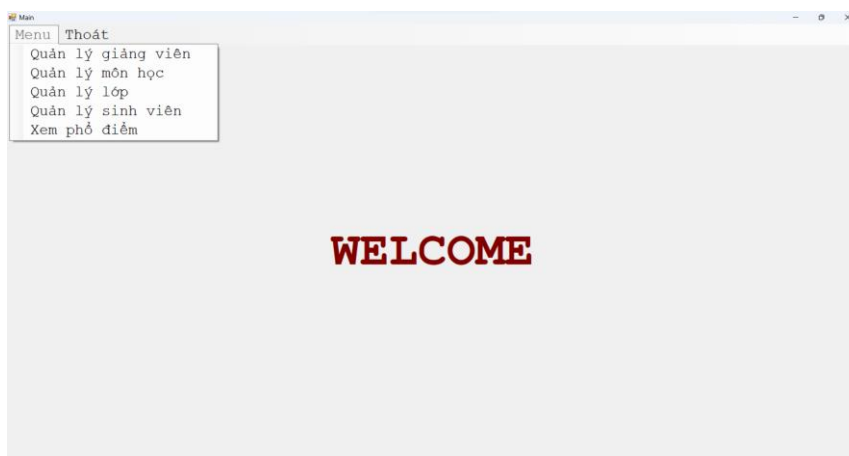 Main
Menu Thoát
Quản lý giảng viên
Quản lý môn học
Quản lý lớp
Quản lý sinh viên
Xem phổ điểm
WELCOME